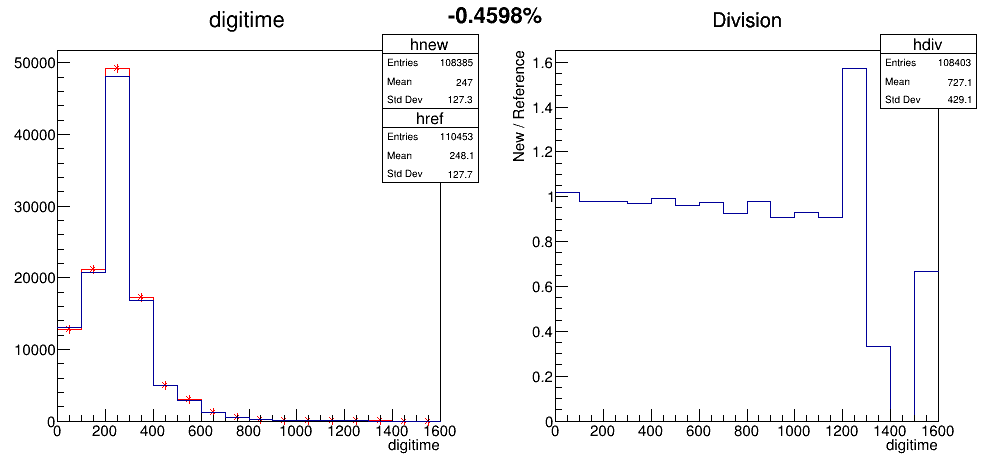 digitime
-0.4598%
Division
hnew
Entries 108385
Mean 247
Std Dev 127.3
href
Entries 110453
Mean 248.1
Std Dev 127.7
50000
40000
30000
20000
10000
0
0 200 400 600 800 1000 1200 1400 1600
digitime
hdiv
Entries 108403
Mean 727.1
Std Dev 429.1
New / Reference
1.6
1.4
1.2
1
0.8
0.6
0.4
0.2
0
0 200 400 600 800 1000 1200 1400 1600
digitime